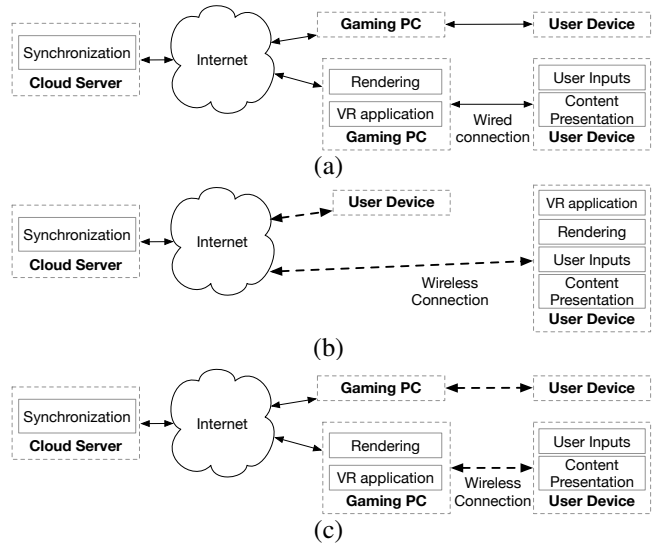 Gaming PC
User Device
Synchronization
Cloud Server
Internet
Rendering
VR application
Gaming PC
Wired
connection
User Inputs
Content
Presentation
User Device
(a)
User Device
Synchronization
Cloud Server
Internet
Wireless
Connection
VR application
Rendering
User Inputs
Content
Presentation
User Device
(b)
Gaming PC
User Device
Synchronization
Cloud Server
Internet
Rendering
VR application
Gaming PC
Wireless
Connection
User Inputs
Content
Presentation
User Device
(c)